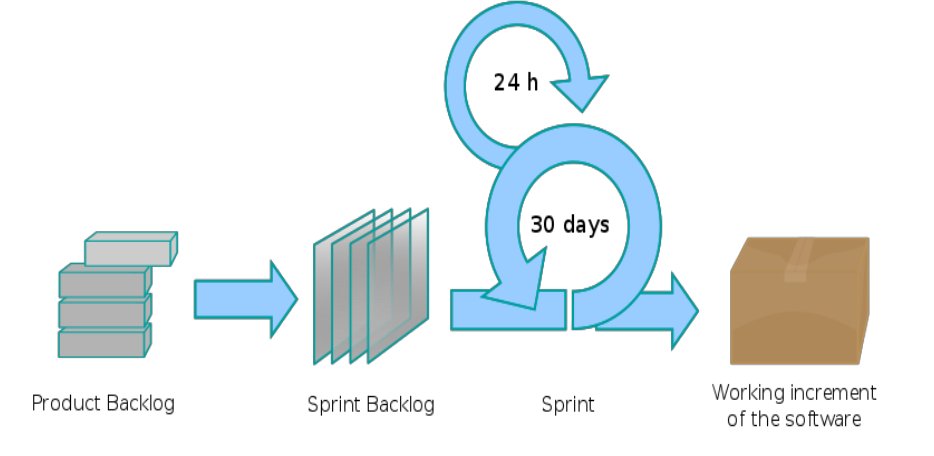 24 h
30 days
Product Backlog
Sprint Backlog
Sprint
Working increment
of the software